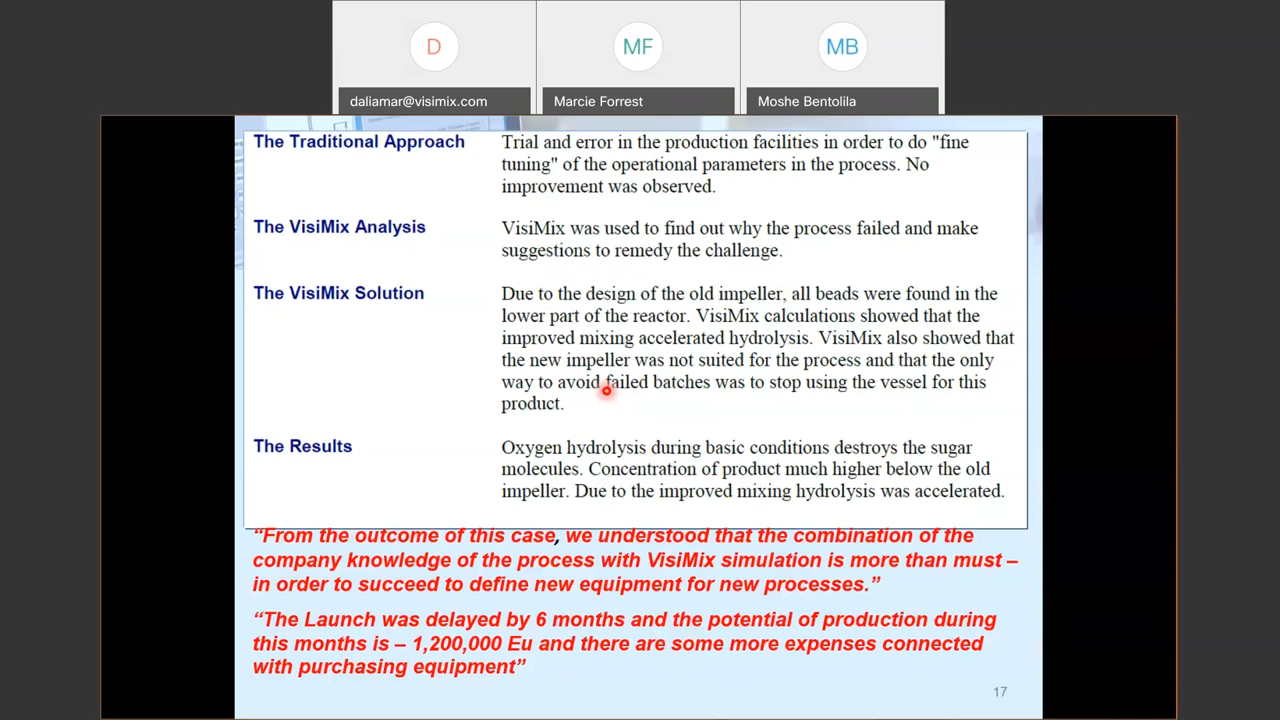 D
MF
MB
daliamar@visimix.com
Marcie Forrest
Moshe Bentolila
The Traditional Approach
Trial and error in the production facilities in order to do "fine
tuning" of the operational parameters in the process. No
improvement was observed.
The VisiMix Analysis
VisiMix was used to find out why the process failed and make
suggestions to remedy the challenge.
The VisiMix Solution
Due to the design of the old impeller, all beads were found in the
lower part of the reactor. VisiMix calculations showed that the
improved mixing accelerated hydrolysis. VisiMix also showed that
the new impeller was not suited for the process and that the only
way to avoid failed batches was to stop using the vessel for this
product.
The Results
Oxygen hydrolysis during basic conditions destroys the sugar
molecules. Concentration of product much higher below the old
impeller. Due to the improved mixing hydrolysis was accelerated.
“From the outcome of this case, we understood that the combination of the
company knowledge of the process with VisiMix simulation is more than must –
in order to succeed to define new equipment for new processes.”
“The Launch was delayed by 6 months and the potential of production during
this months is – 1,200,000 Eu and there are some more expenses connected
with purchasing equipment”
17